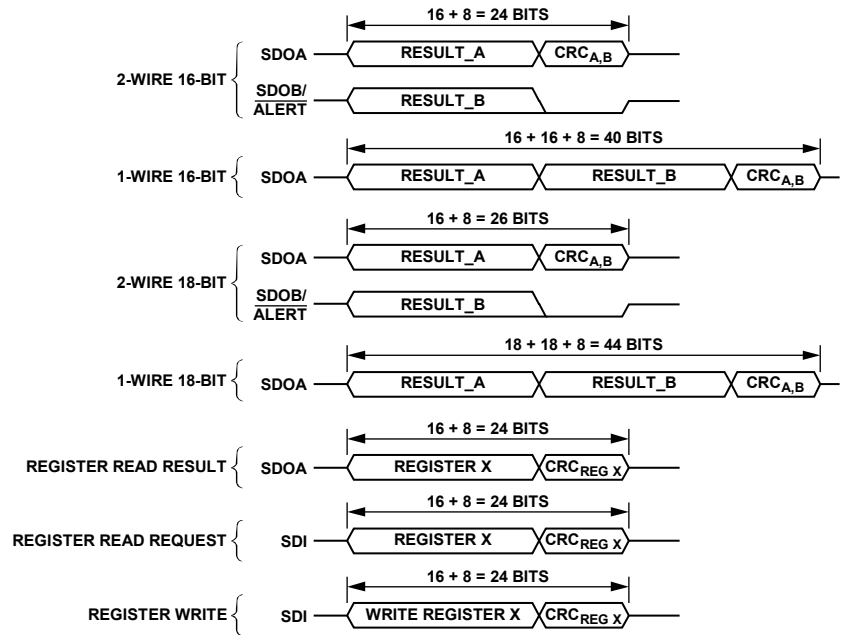 16 + 8 = 24 BITS
2-WIRE 16-BIT
SDOA
RESULT_A
CRCA,B
SDOB/
ALERT
RESULT_B
16 + 16 + 8 = 40 BITS
1-WIRE 16-BIT
SDOA
RESULT_A
RESULT_B
CRCA,B
16 + 8 = 26 BITS
2-WIRE 18-BIT
SDOA
RESULT_A
CRCA,B
SDOB/
ALERT
RESULT_B
18 + 18 + 8 = 44 BITS
1-WIRE 18-BIT
SDOA
RESULT_A
RESULT_B
CRCA,B
16 + 8 = 24 BITS
REGISTER READ RESULT
SDOA
REGISTER X
CRCREG X
16 + 8 = 24 BITS
REGISTER READ REQUEST
SDI
REGISTER X
CRCREG X
16 + 8 = 24 BITS
REGISTER WRITE
SDI
WRITE REGISTER X
CRCREG X